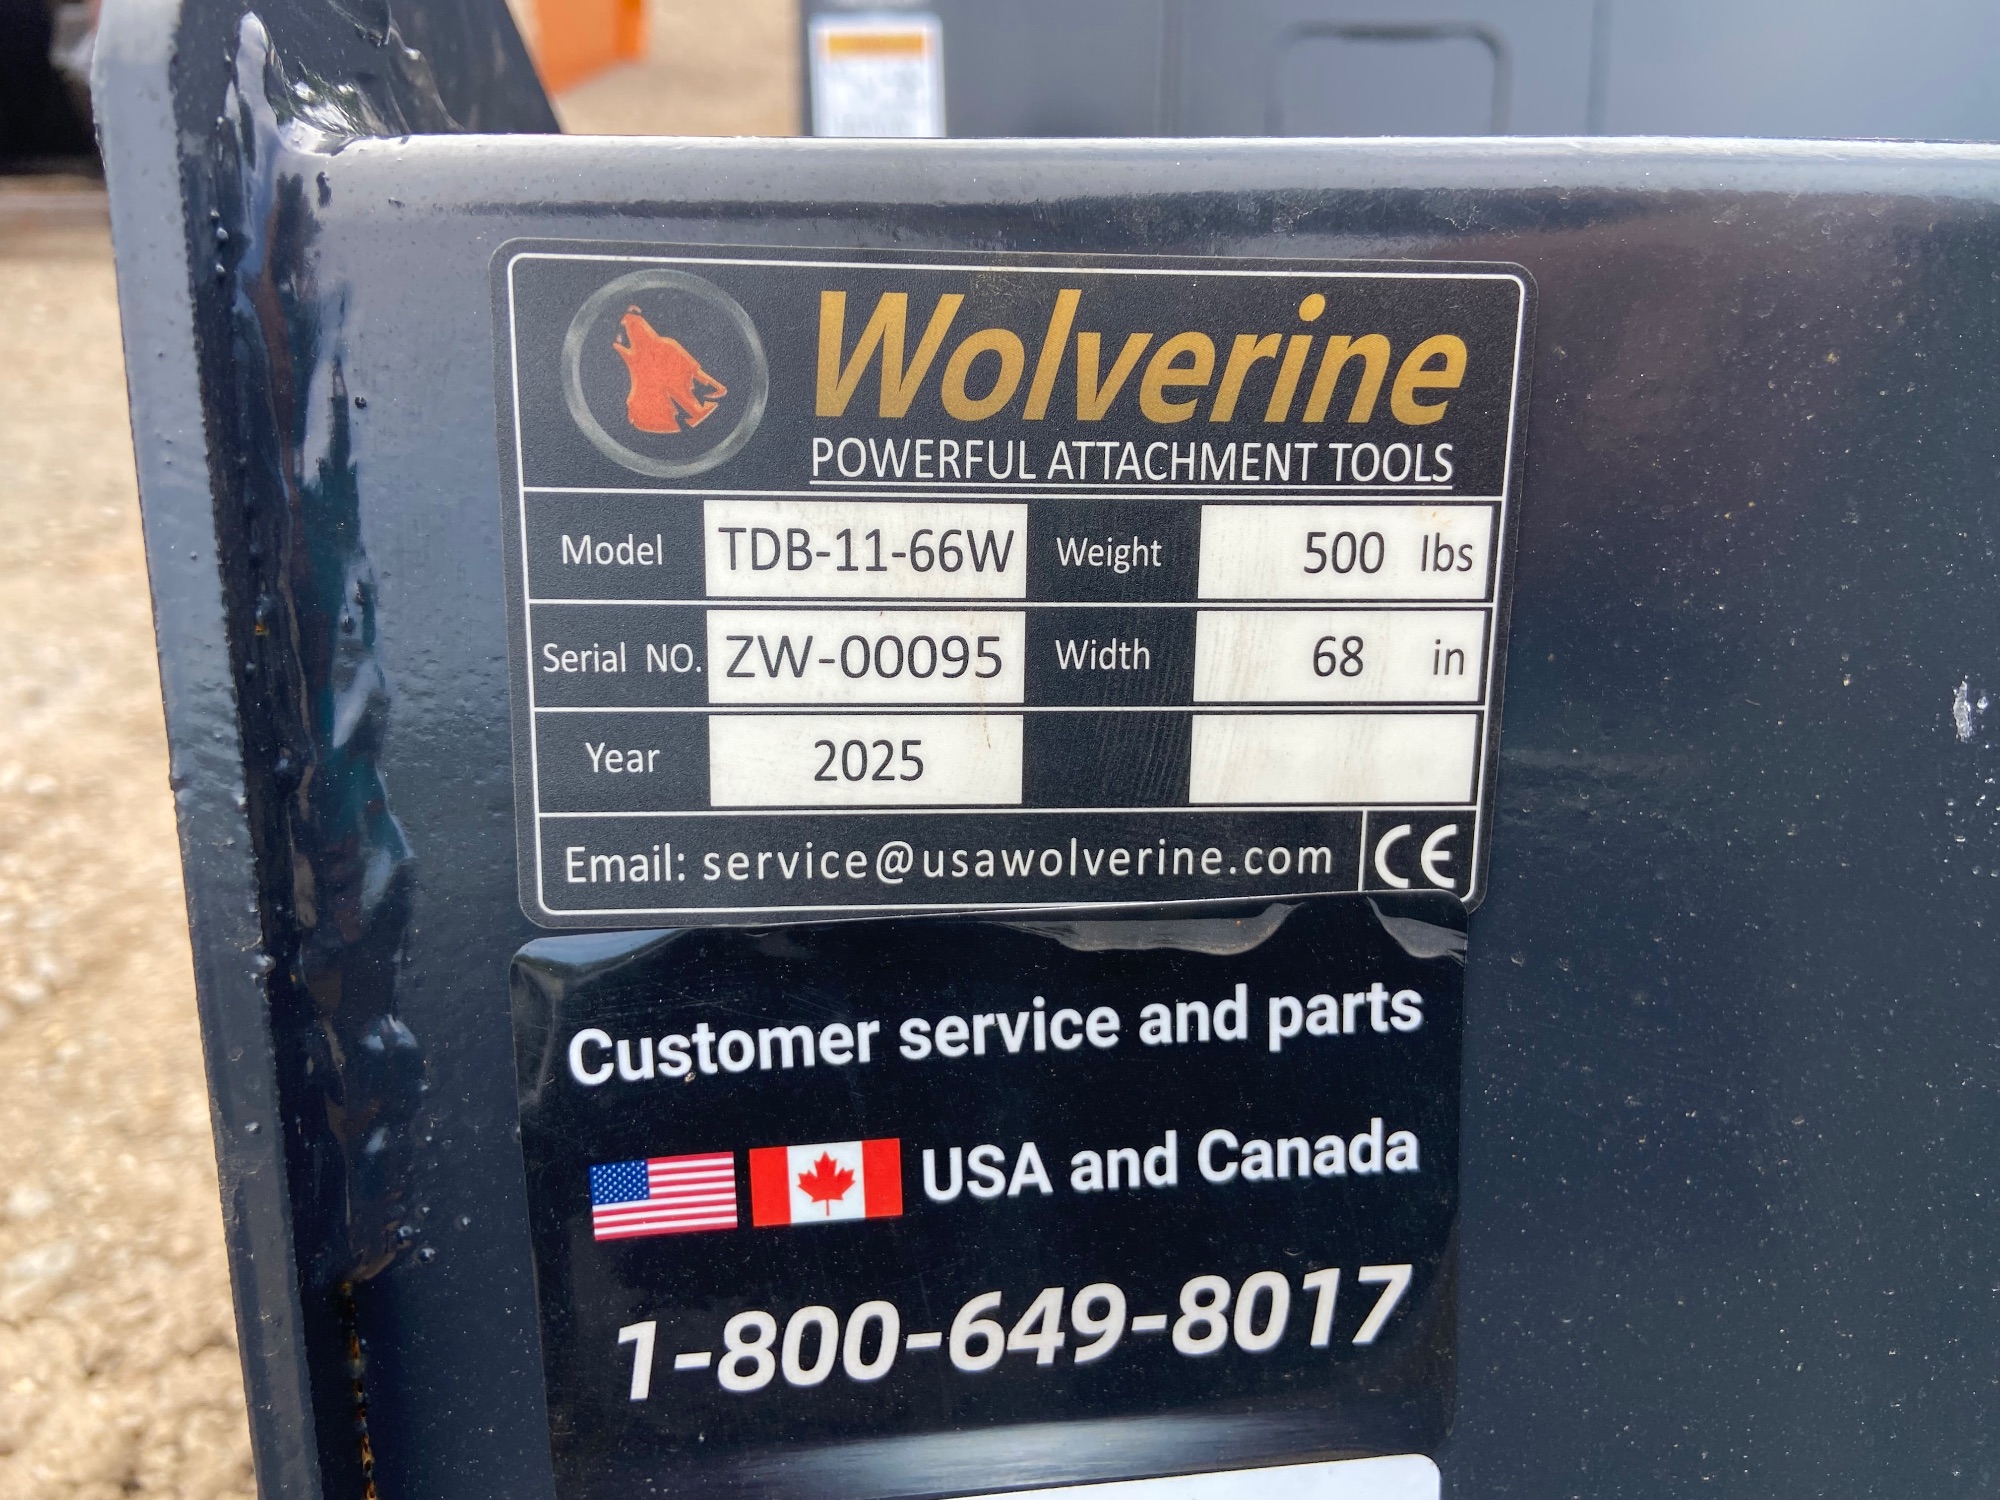 Wolverine
POWERFUL ATTACHMENT TOOLS
Model TDB-11-66W Weight 500 lbs
Serial NO. ZW-00095 Width 68 in
Year 2025
Email: service@usawolverine.com CE
Customer service and parts
USA and Canada
1-800-649-8017